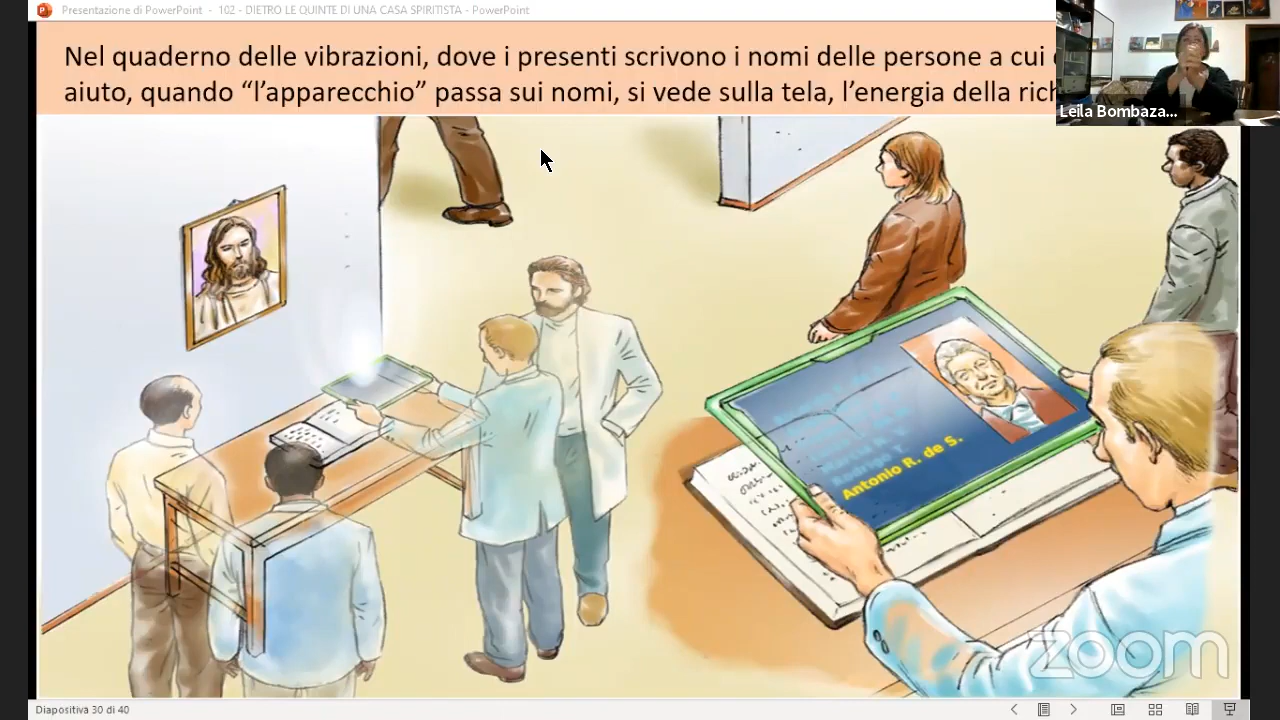 Presentazione di PowerPoint - 102 - DIETRO LE QUINTE DI UNA CASA SPIRITISTA - PowerPoint
Nel quaderno delle vibrazioni, dove i presenti scrivono i nomi delle persone a cui
aiuto, quando “l’apparecchio” passa sui nomi, si vede sulla tela, l’energia della
Leila Bombaza...
Antonio R. de S.
zoom
Diapositiva 30 di 40